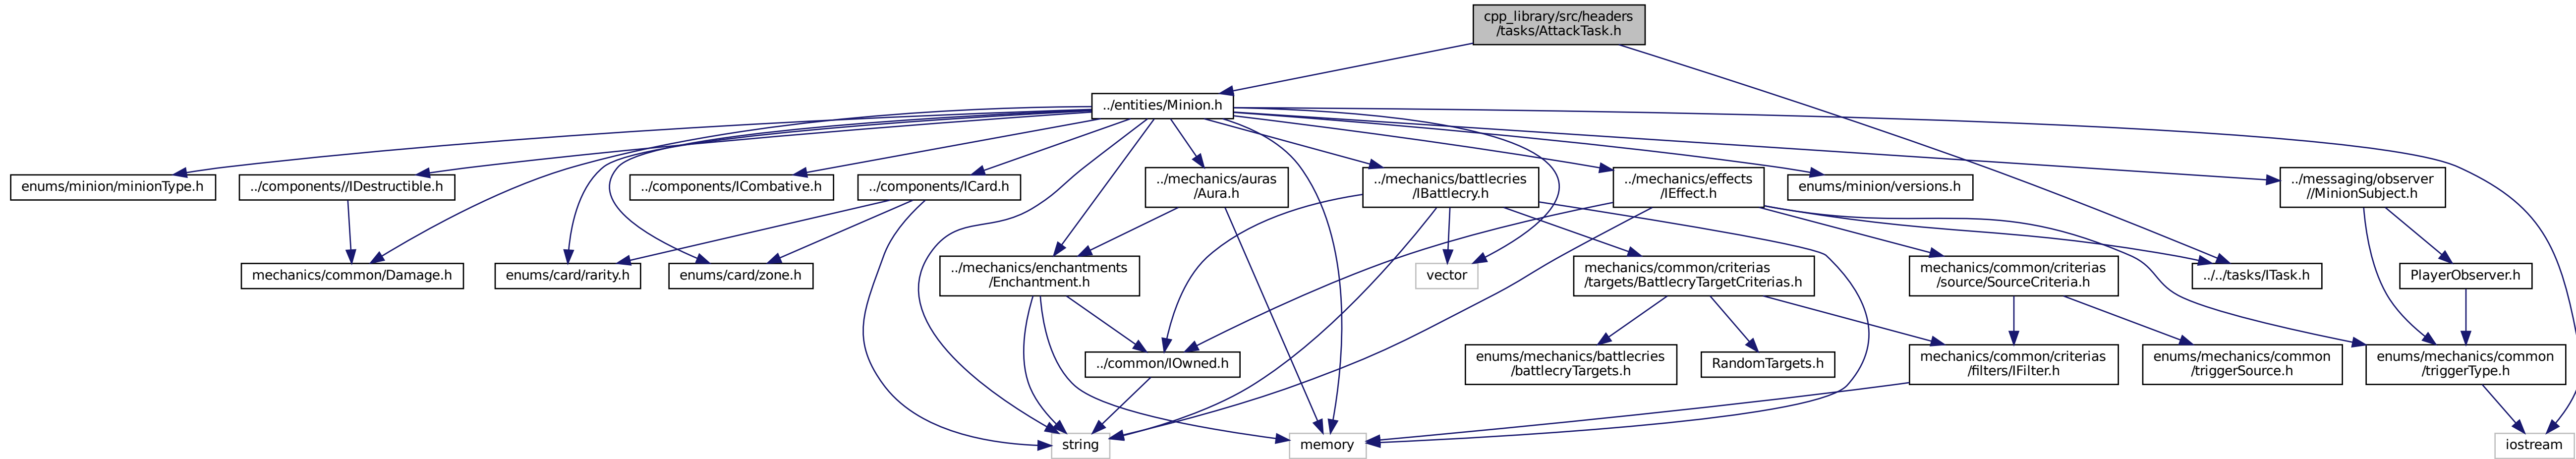 cpp_library/src/headers
/tasks/AttackTask.h
../entities/Minion.h
enums/minion/minionType.h
../components//IDestructible.h
../components/ICombative.h
../components/ICard.h
../mechanics/auras
/Aura.h
../mechanics/battlecries
/IBattlecry.h
../mechanics/effects
/IEffect.h
enums/minion/versions.h
../messaging/observer
//MinionSubject.h
mechanics/common/Damage.h
enums/card/rarity.h
enums/card/zone.h
../mechanics/enchantments
/Enchantment.h
vector
mechanics/common/criterias
/targets/BattlecryTargetCriterias.h
mechanics/common/criterias
/source/SourceCriteria.h
../../tasks/ITask.h
PlayerObserver.h
../common/IOwned.h
enums/mechanics/battlecries
/battlecryTargets.h
RandomTargets.h
mechanics/common/criterias
/filters/IFilter.h
enums/mechanics/common
/triggerSource.h
enums/mechanics/common
/triggerType.h
string
memory
iostream